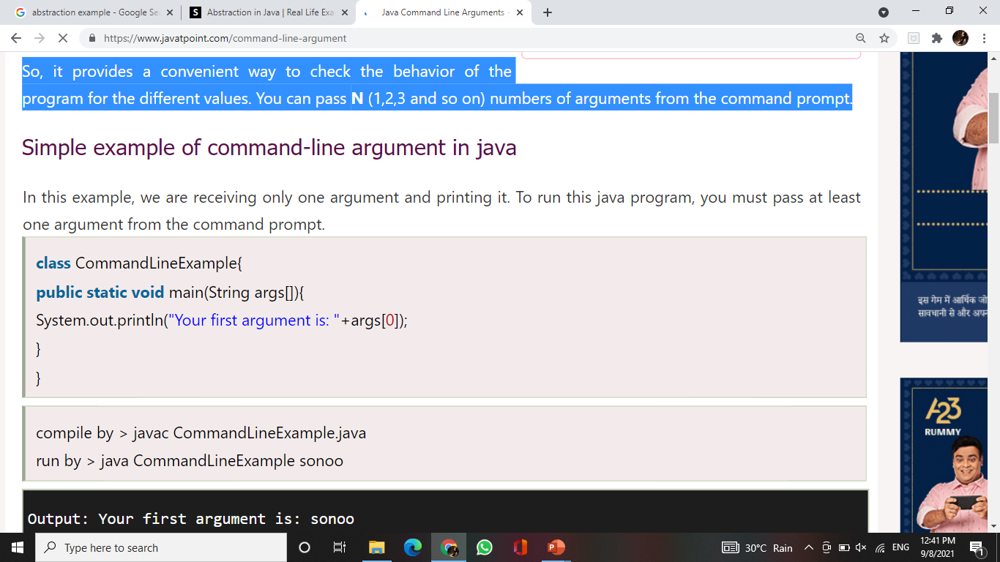 abstraction example - Google Se
Abstraction in Java | Real Life Exa
Java Command Line Arguments -
https://www.javatpoint.com/command-line-argument
So, it provides a convenient way to check the behavior of the
program for the different values. You can pass N (1,2,3 and so on) numbers of arguments from the command prompt.
Simple example of command-line argument in java
In this example, we are receiving only one argument and printing it. To run this java program, you must pass at least
one argument from the command prompt.
class CommandLineExample{
public static void main(String args[]){
System.out.println("Your first argument is: "+args[0]);
}
}
compile by > javac CommandLineExample.java
run by > java CommandLineExample sonoo
Output: Your first argument is: sonoo
इस गेम में आर्थिक जो
सावधानी से और अपन
A23
RUMMY
Type here to search
30°C Rain
ENG
12:41 PM
9/8/2021
1